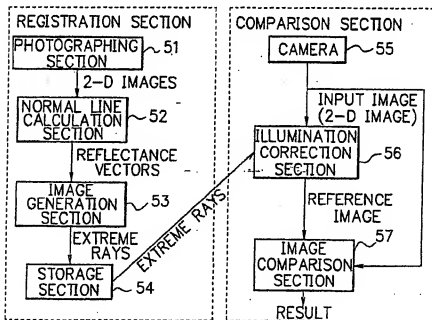 REGISTRATION SECTION
PHOTOGRAPHING
SECTION
51
2-D IMAGES
NORMAL LINE
CALCULATION
SECTION
52
REFLECTANCE
VECTORS
IMAGE
GENERATION
SECTION
53
EXTREME
RAYS
STORAGE
SECTION
54
EXTREME RAYS
COMPARISON SECTION
CAMERA
55
INPUT IMAGE
(2-D IMAGE)
ILLUMINATION
CORRECTION
SECTION
56
REFERENCE
IMAGE
57
IMAGE
COMPARISON
SECTION
RESULT